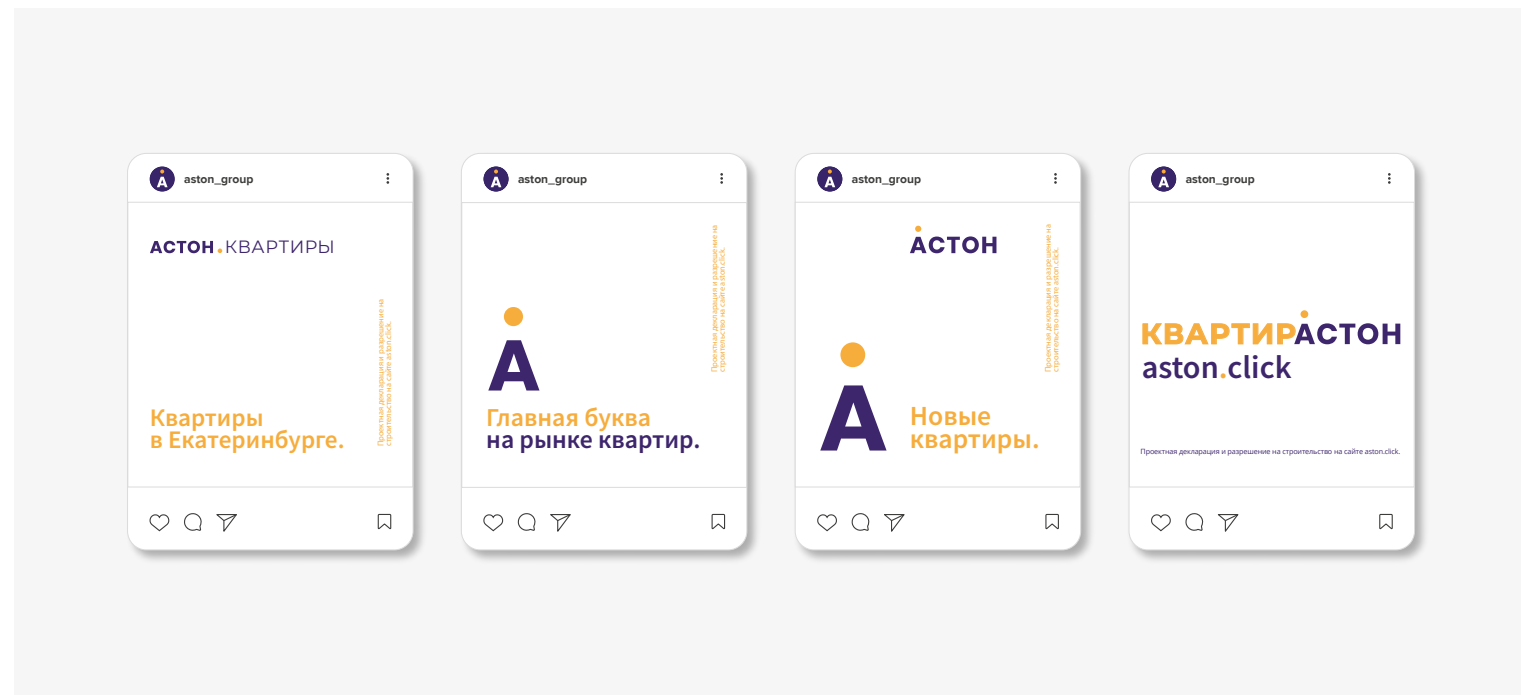 aston_group
АСТОН.КВАРТИРЫ
Проектная декларация и разрешение на
строительство на сайте aston.click.
Квартиры
в Екатеринбурге.
aston_group
Проектная декларация и разрешение на
строительство на сайте aston.click.
А
Главная буква
на рынке квартир.
aston_group
АСТОН
Проектная декларация и разрешение на
строительство на сайте aston.click.
А
Новые
квартиры.
aston_group
КВАРТИРАСТОН
aston.click
Проектная декларация и разрешение на строительство на сайте aston.click.